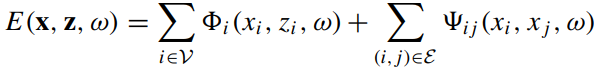 E(x, z, ω) = ∑_{i∈𝒱} Φ_i(x_i, z_i, ω) + ∑_{(i,j)∈ℰ} Ψ_{ij}(x_i, x_j, ω)